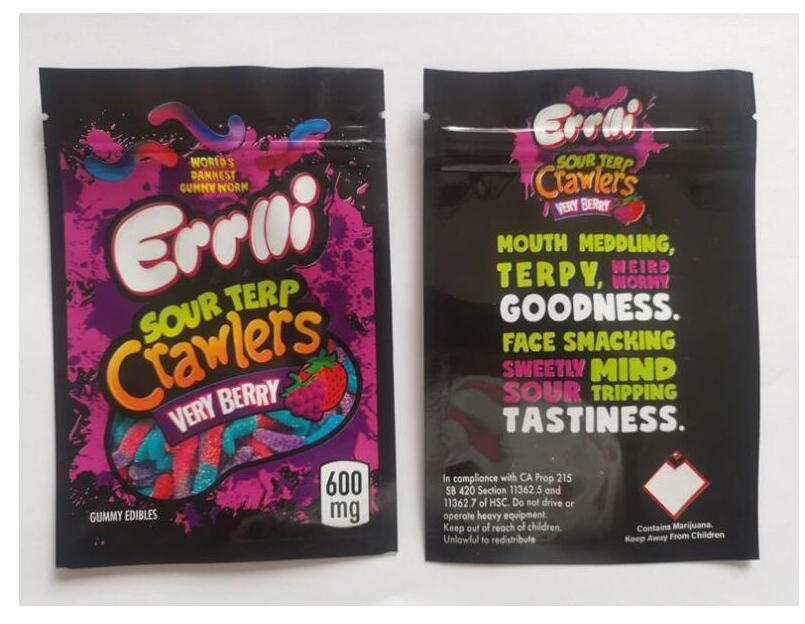 WORLD'S
DANKEST
GUMMY WORM
Errlli
SOUR TERP
Crawlers
VERY BERRY
GUMMY EDIBLES
600
mg
Errlli
SOUR TERP
Crawlers
VERY BERRY
MOUTH MEDDLING,
TERPY, WEIRD
WORMY
GOODNESS.
FACE SMACKING
SWEETLY MIND
SOUR TRIPPING
TASTINESS.
In compliance with CA Prop 215
SB 420 Section 11362.5 and
11362.7 of HSC. Do not drive or
operate heavy equipment.
Keep out of reach of children.
Unlawful to redistribute
Contains Marijuana.
Keep Away From Children